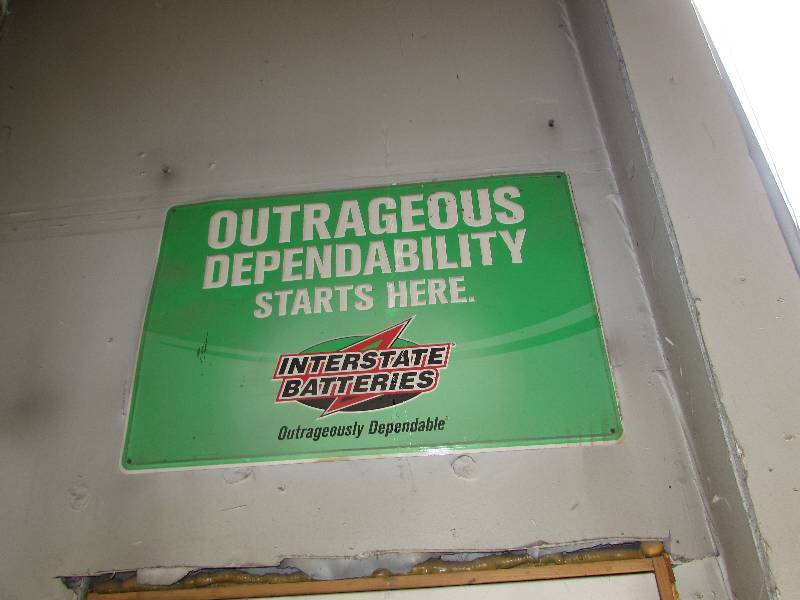 OUTRAGEOUS
DEPENDABILITY
STARTS HERE.
INTERSTATE
BATTERIES
Outrageously Dependable